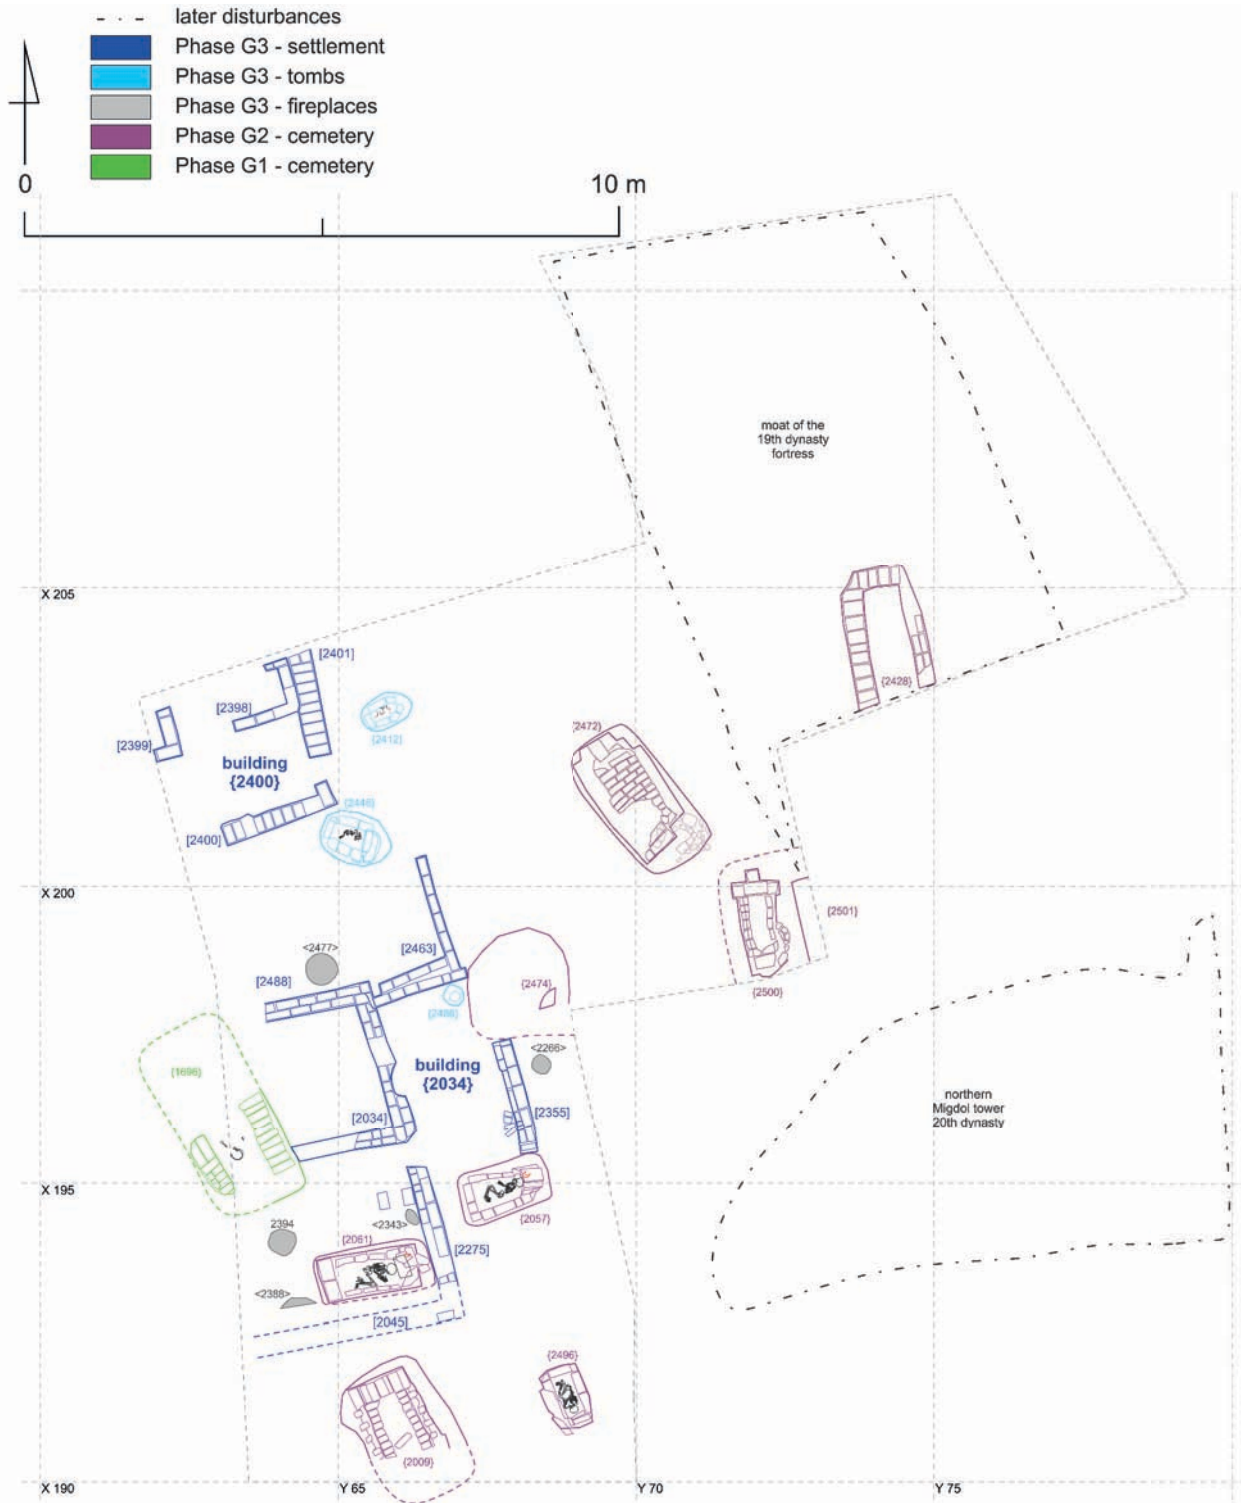 later disturbances
Phase G3 - settlement
Phase G3 - tombs
Phase G3 - fireplaces
Phase G2 - cemetery
Phase G1 - cemetery
0
10 m
moat of the
19th dynasty
fortress
X 205
[2401]
{2428}
[2398]
{2412}
{2472}
[2399]
building
{2400}
[2400]
{2446}
X 200
{2501}
<2477>
[2463]
[2488]
{2474}
{2500}
<2266>
building
{2034}
{1696}
northern
Migdol tower
20th dynasty
[2034]
[2355]
X 195
{2057}
2394
<2343>
{2061}
[2275]
<2388>
[2045]
{2496}
{2009}
X 190
Y 65
Y 70
Y 75